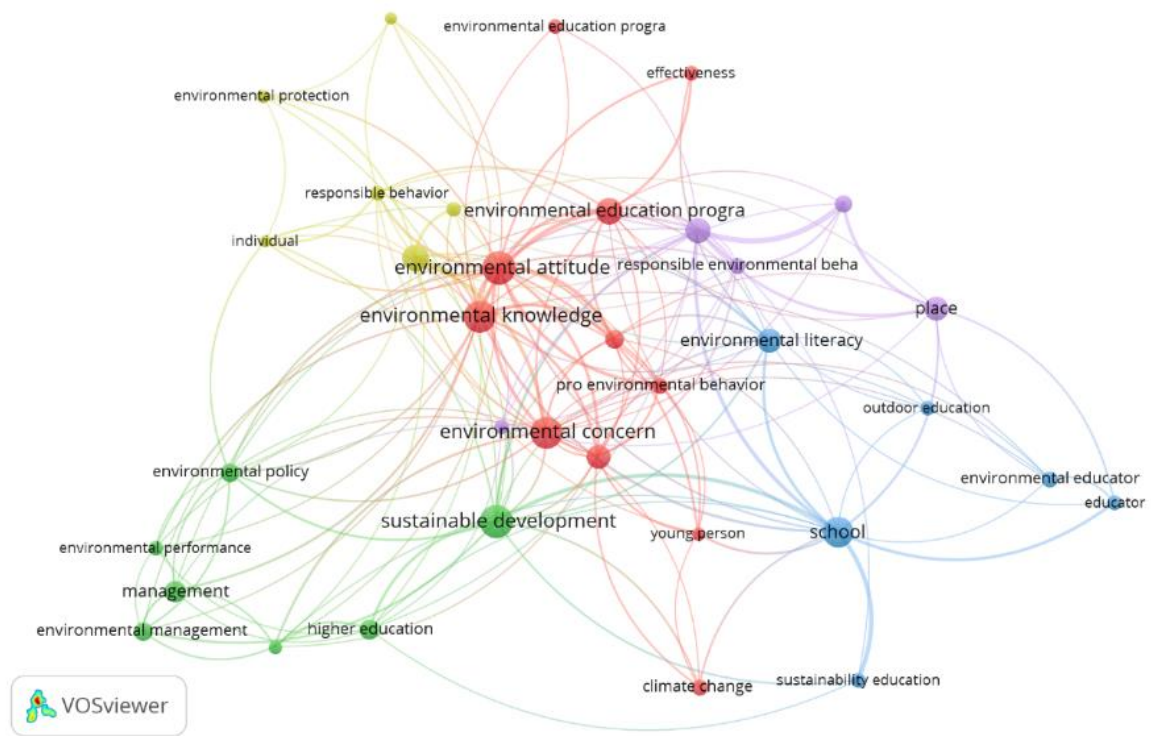 environmental education progra
effectiveness
environmental protection
responsible behavior
environmental education progra
individual
environmental attitude
responsible environmental beha
environmental knowledge
place
environmental literacy
pro environmental behavior
outdoor education
environmental concern
environmental policy
environmental educator
educator
sustainable development
school
young person
environmental performance
management
environmental management
higher education
climate change
sustainability education
VOSviewer